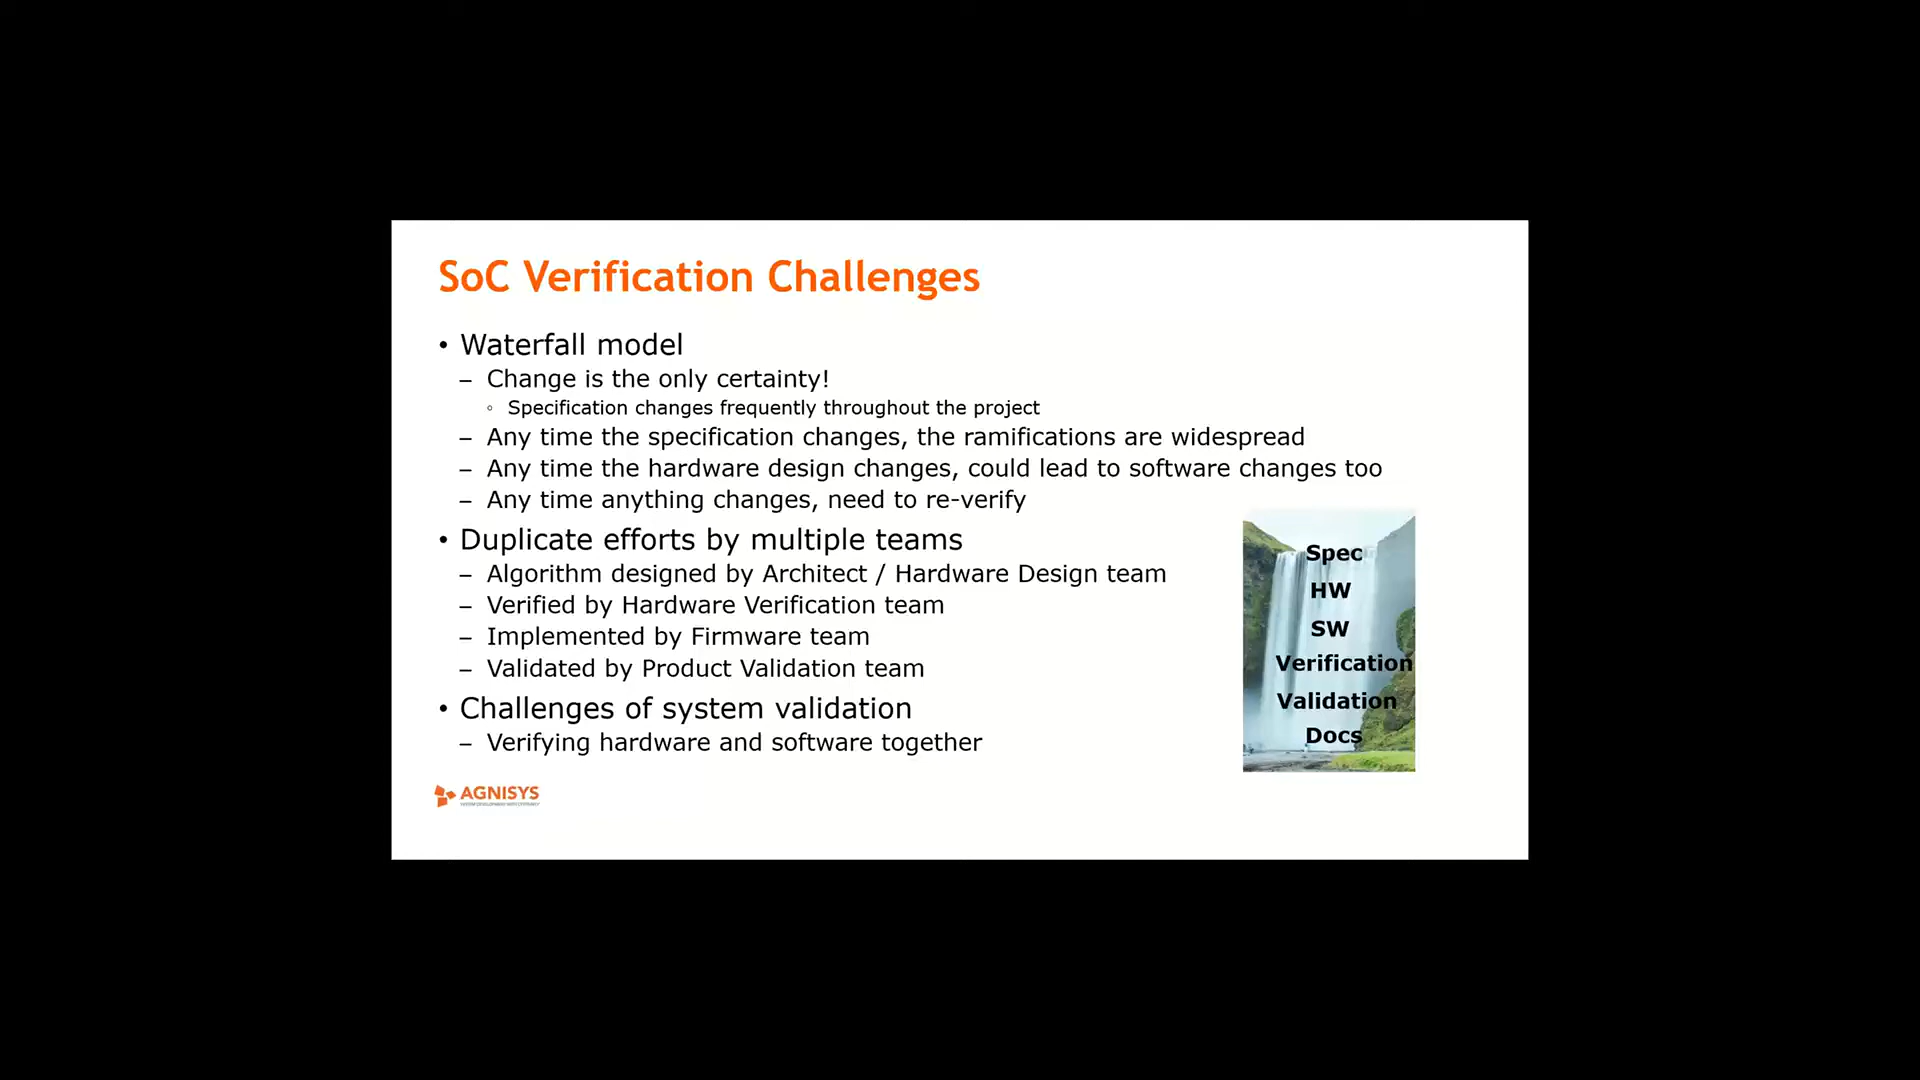 SoC Verification Challenges
• Waterfall model
– Change is the only certainty!
◦ Specification changes frequently throughout the project
– Any time the specification changes, the ramifications are widespread
– Any time the hardware design changes, could lead to software changes too
– Any time anything changes, need to re-verify
• Duplicate efforts by multiple teams
– Algorithm designed by Architect / Hardware Design team
– Verified by Hardware Verification team
– Implemented by Firmware team
– Validated by Product Validation team
• Challenges of system validation
– Verifying hardware and software together
Spec
HW
SW
Verification
Validation
Docs
AGNISYS